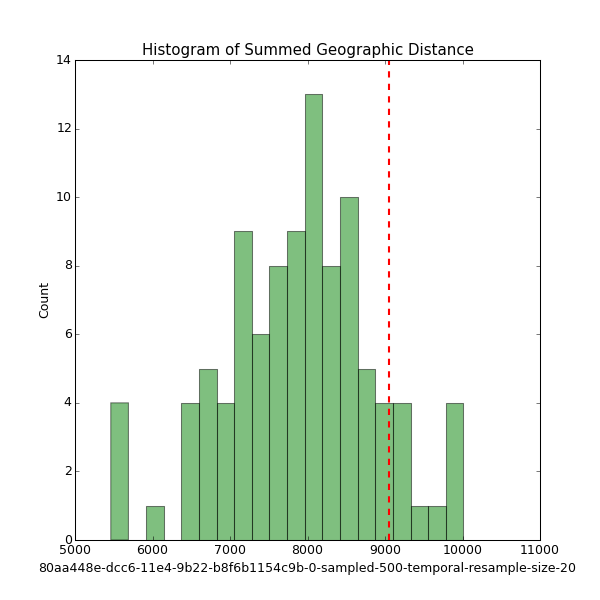 Histogram of Summed Geographic Distance
14
12
10
8
6
4
2
0
Count
5000 6000 7000 8000 9000 10000 11000
80aa448e-dcc6-11e4-9b22-b8f6b1154c9b-0-sampled-500-temporal-resample-size-20